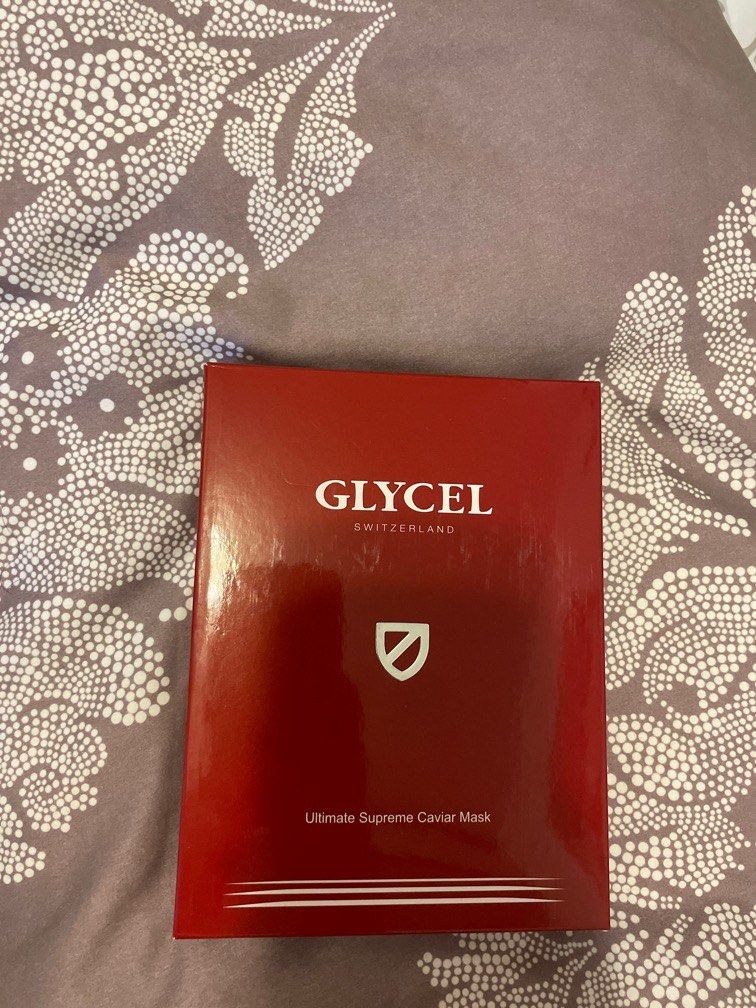 GLYCEL
SWITZERLAND
Ultimate Supreme Caviar Mask